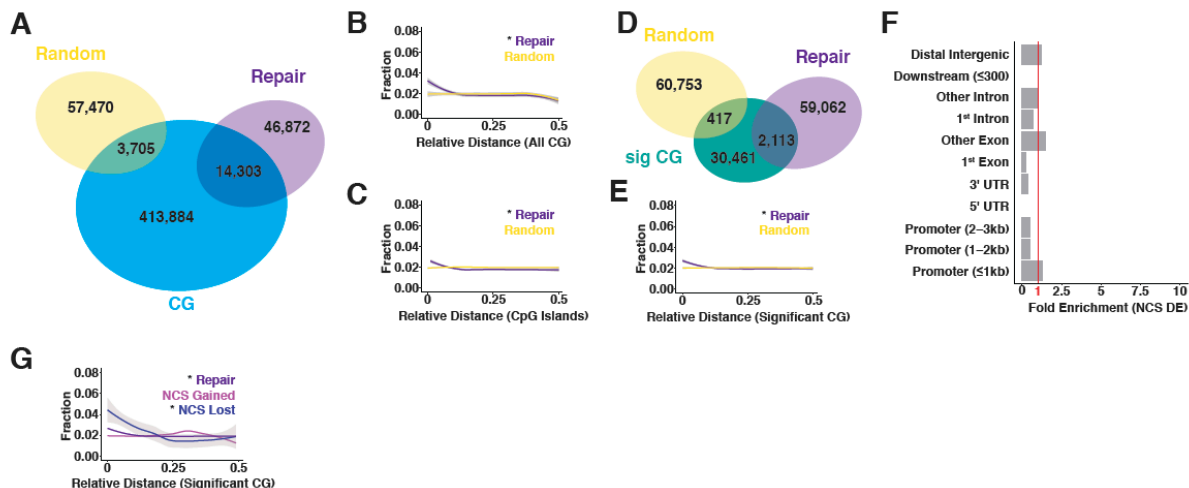 A
Random
57,470
3,705
Repair
46,872
14,303
413,884
CG
B
0.08
0.06
0.04
0.02
0.00
Fraction
* Repair
Random
0 0.25 0.5
Relative Distance (All CG)
C
0.08
0.06
0.04
0.02
0.00
Fraction
* Repair
Random
0 0.25 0.5
Relative Distance (CpG Islands)
D
Random
60,753
417
Repair
59,062
2,113
sig CG
30,461
E
0.08
0.06
0.04
0.02
0.00
Fraction
* Repair
Random
0 0.25 0.5
Relative Distance (Significant CG)
F
Distal Intergenic
Downstream (≤300)
Other Intron
1st Intron
Other Exon
1st Exon
3' UTR
5' UTR
Promoter (2–3kb)
Promoter (1–2kb)
Promoter (≤1kb)
0 1 2.5 5 7.5 10
Fold Enrichment (NCS DE)
G
0.08
0.06
0.04
0.02
0.00
Fraction
* Repair
NCS Gained
* NCS Lost
0 0.25 0.5
Relative Distance (Significant CG)